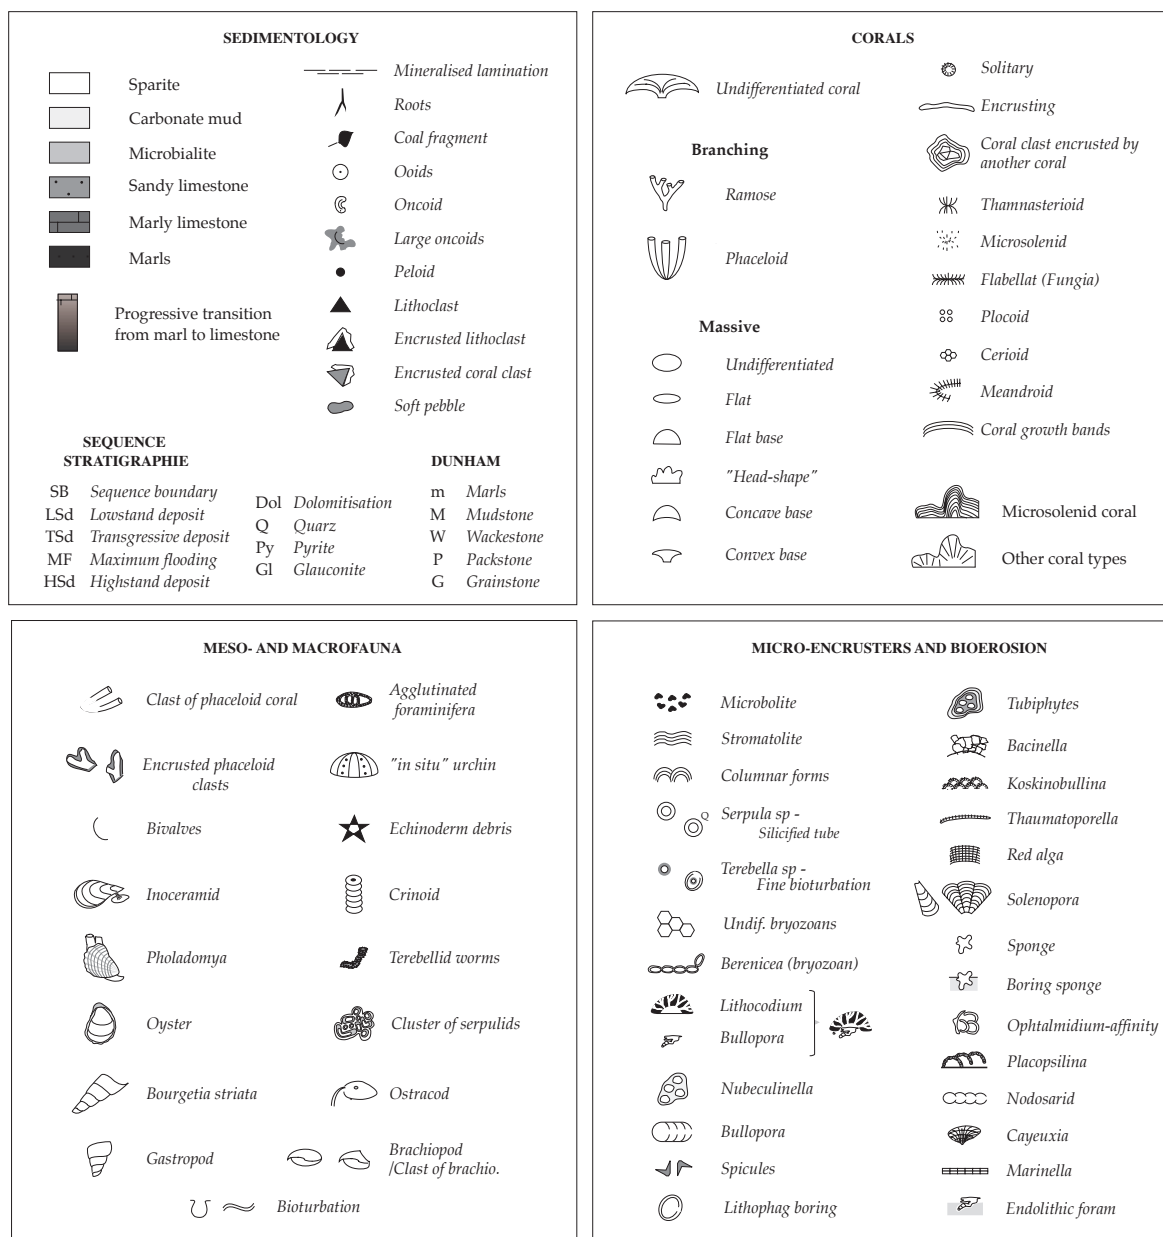 SEDIMENTOLOGY
Sparite
Carbonate mud
Microbialite
Sandy limestone
Marly limestone
Marls
Progressive transition
from marl to limestone
Mineralised lamination
Roots
Coal fragment
Ooids
Oncoid
Large oncoids
Peloid
Lithoclast
Encrusted lithoclast
Encrusted coral clast
Soft pebble
SEQUENCE
STRATIGRAPHIE
SB Sequence boundary
LSd Lowstand deposit
TSd Transgressive deposit
MF Maximum flooding
HSd Highstand deposit
Dol Dolomitisation
Q Quarz
Py Pyrite
Gl Glauconite
DUNHAM
m Marls
M Mudstone
W Wackestone
P Packstone
G Grainstone
CORALS
Undifferentiated coral
Branching
Ramose
Phaceloid
Massive
Undifferentiated
Flat
Flat base
"Head-shape"
Concave base
Convex base
Solitary
Encrusting
Coral clast encrusted by
another coral
Thamnasterioid
Microsolenid
Flabellat (Fungia)
Plocoid
Cerioid
Meandroid
Coral growth bands
Microsolenid coral
Other coral types
MESO- AND MACROFAUNA
Clast of phaceloid coral
Encrusted phaceloid
clasts
Bivalves
Inoceramid
Pholadomya
Oyster
Bourgetia striata
Gastropod
Bioturbation
Agglutinated
foraminifera
"in situ" urchin
Echinoderm debris
Crinoid
Terebellid worms
Cluster of serpulids
Ostracod
Brachiopod
/Clast of brachio.
MICRO-ENCRUSTERS AND BIOEROSION
Microbolite
Stromatolite
Columnar forms
Serpula sp -
Q
Silicified tube
Terebella sp -
Fine bioturbation
Undif. bryozoans
Berenicea (bryozoan)
Lithocodium
Bullopora
Nubeculinella
Bullopora
Spicules
Lithophag boring
Tubiphytes
Bacinella
Koskinobullina
Thaumatoporella
Red alga
Solenopora
Sponge
Boring sponge
Ophtalmidium-affinity
Placopsilina
Nodosarid
Cayeuxia
Marinella
Endolithic foram